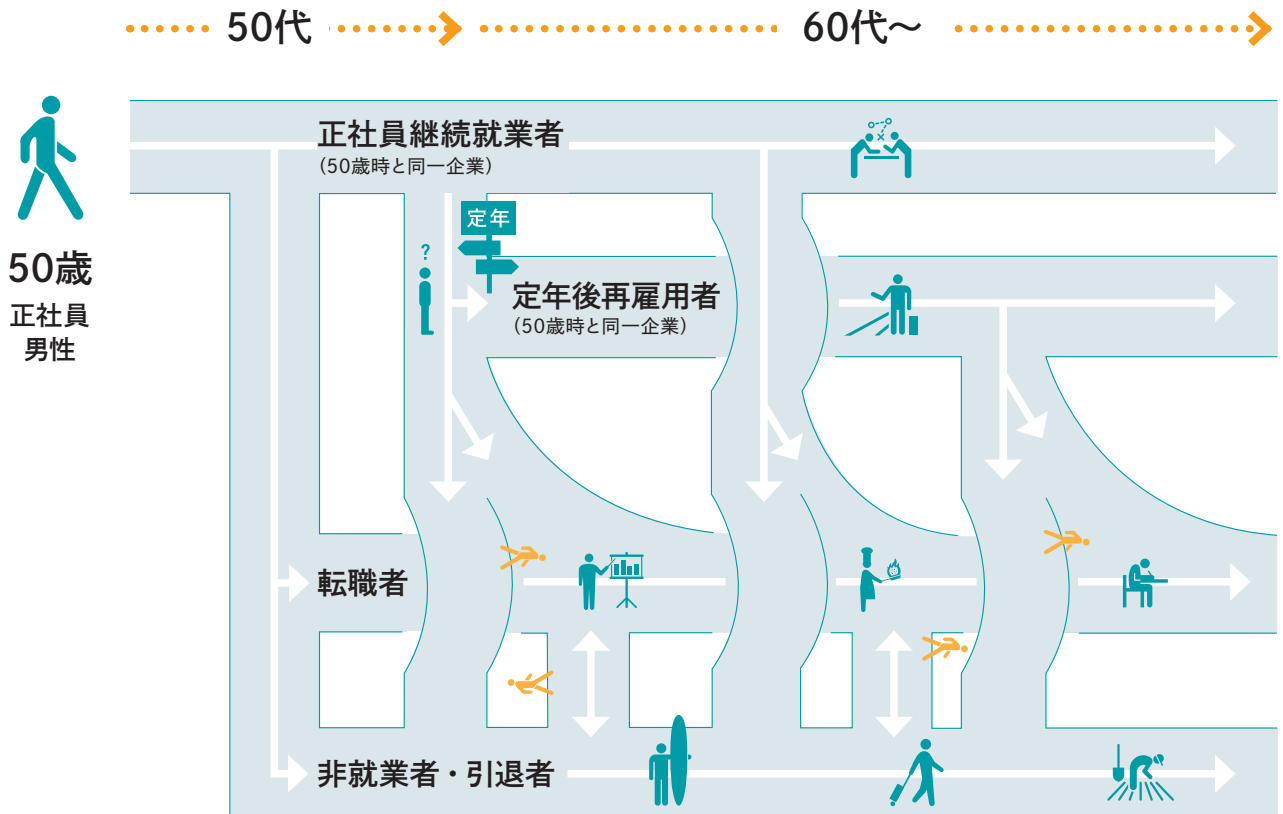 50代
60代〜
正社員継続就業者
(50歳時と同一企業)
定年
?
50歳
正社員
男性
定年後再雇用者
(50歳時と同一企業)
転職者
非就業者・引退者